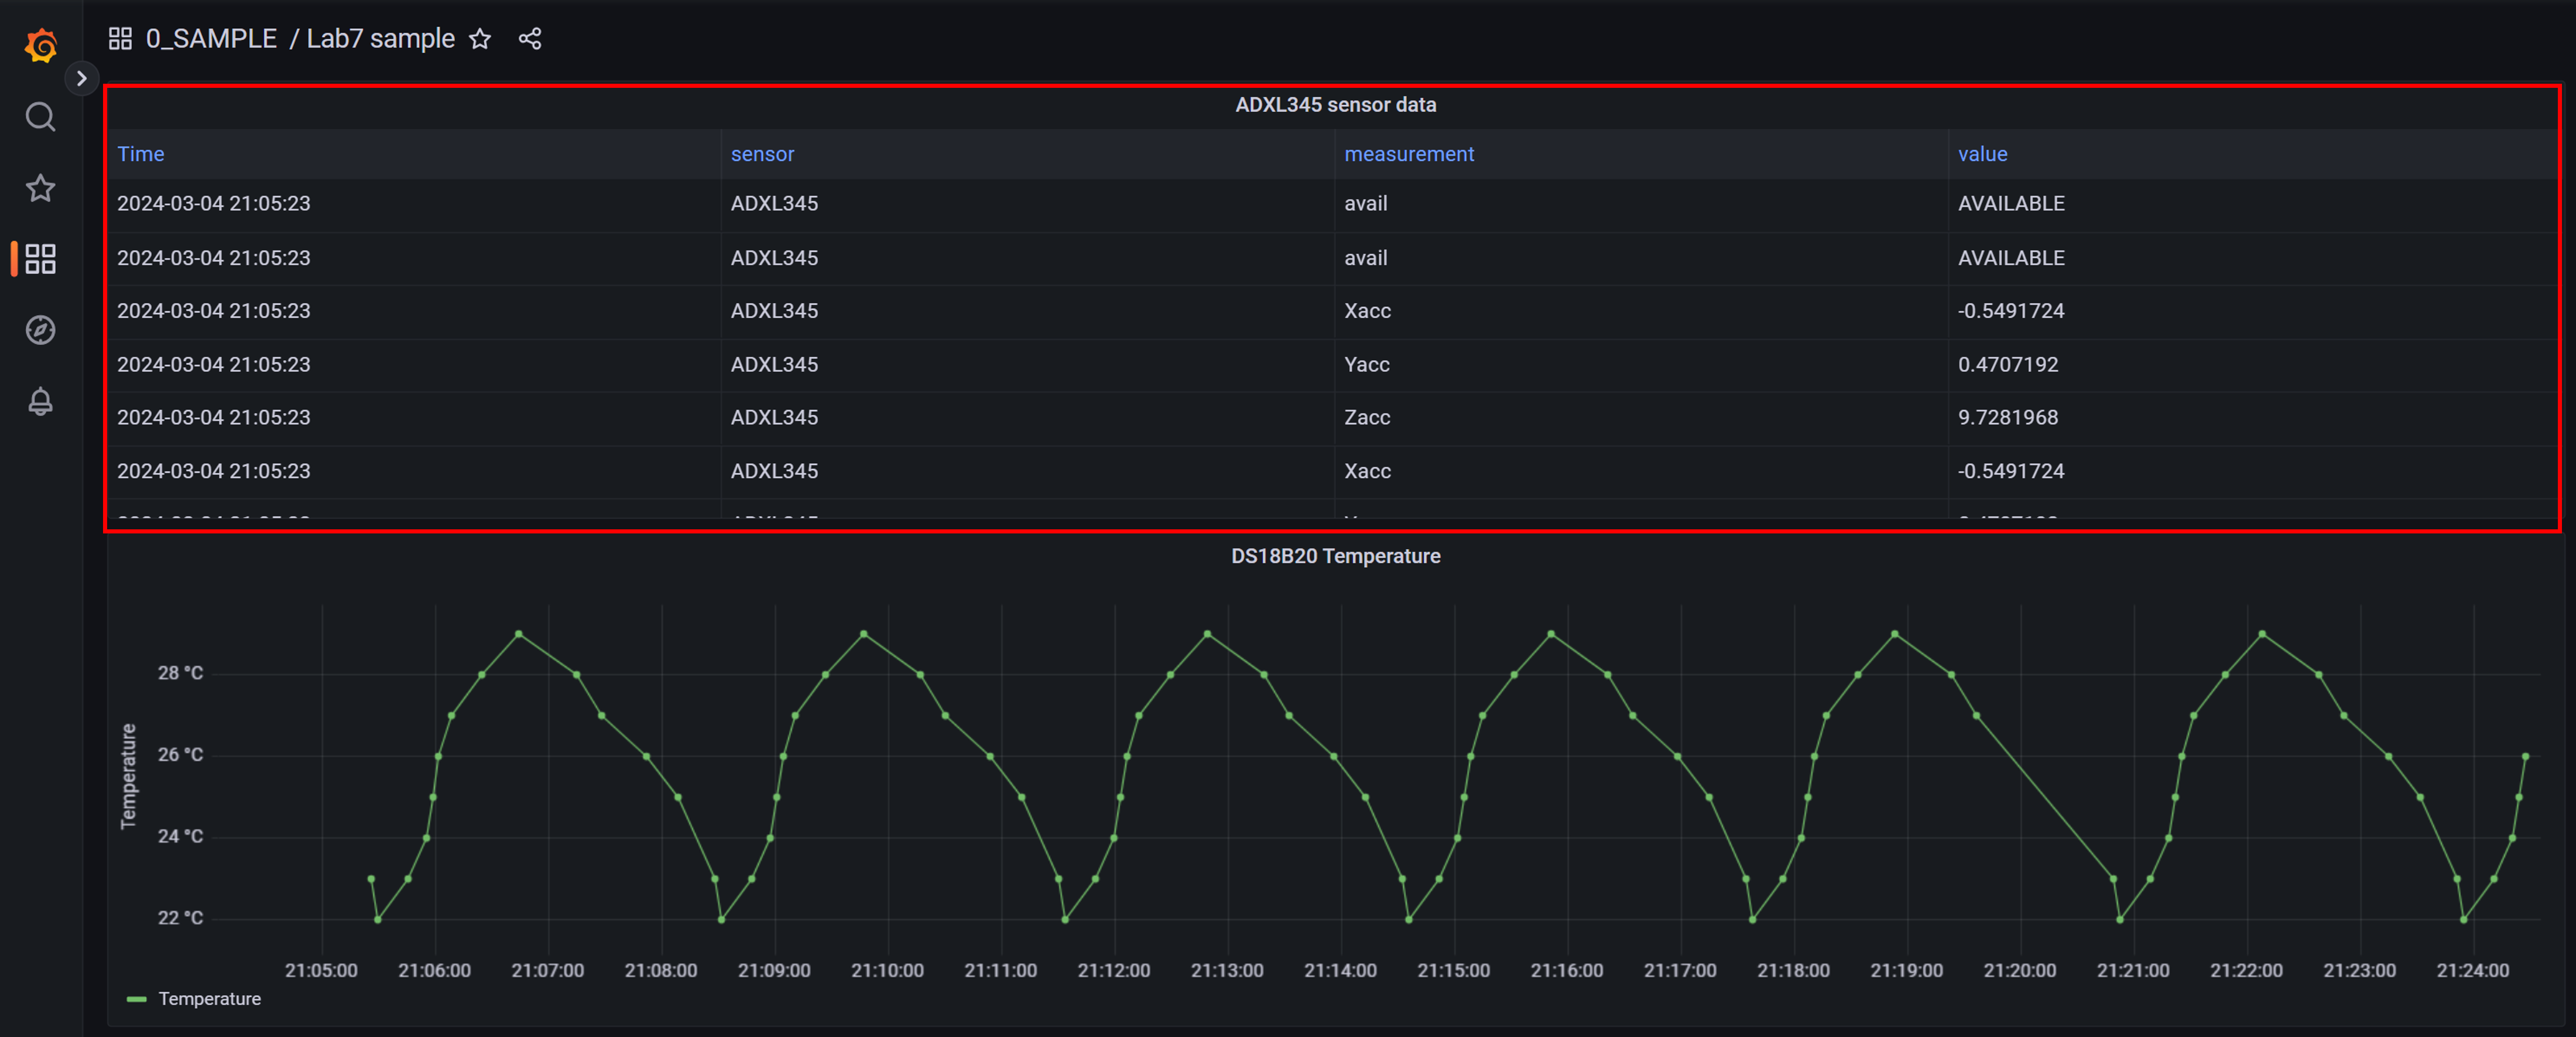 0_SAMPLE / Lab7 sample
ADXL345 sensor data
Time sensor measurement value
2024-03-04 21:05:23 ADXL345 avail AVAILABLE
2024-03-04 21:05:23 ADXL345 avail AVAILABLE
2024-03-04 21:05:23 ADXL345 Xacc -0.5491724
2024-03-04 21:05:23 ADXL345 Yacc 0.4707192
2024-03-04 21:05:23 ADXL345 Zacc 9.7281968
2024-03-04 21:05:23 ADXL345 Xacc -0.5491724
DS18B20 Temperature
Temperature
28 °C
26 °C
24 °C
22 °C
21:05:00 21:06:00 21:07:00 21:08:00 21:09:00 21:10:00 21:11:00 21:12:00 21:13:00 21:14:00 21:15:00 21:16:00 21:17:00 21:18:00 21:19:00 21:20:00 21:21:00 21:22:00 21:23:00 21:24:00
Temperature